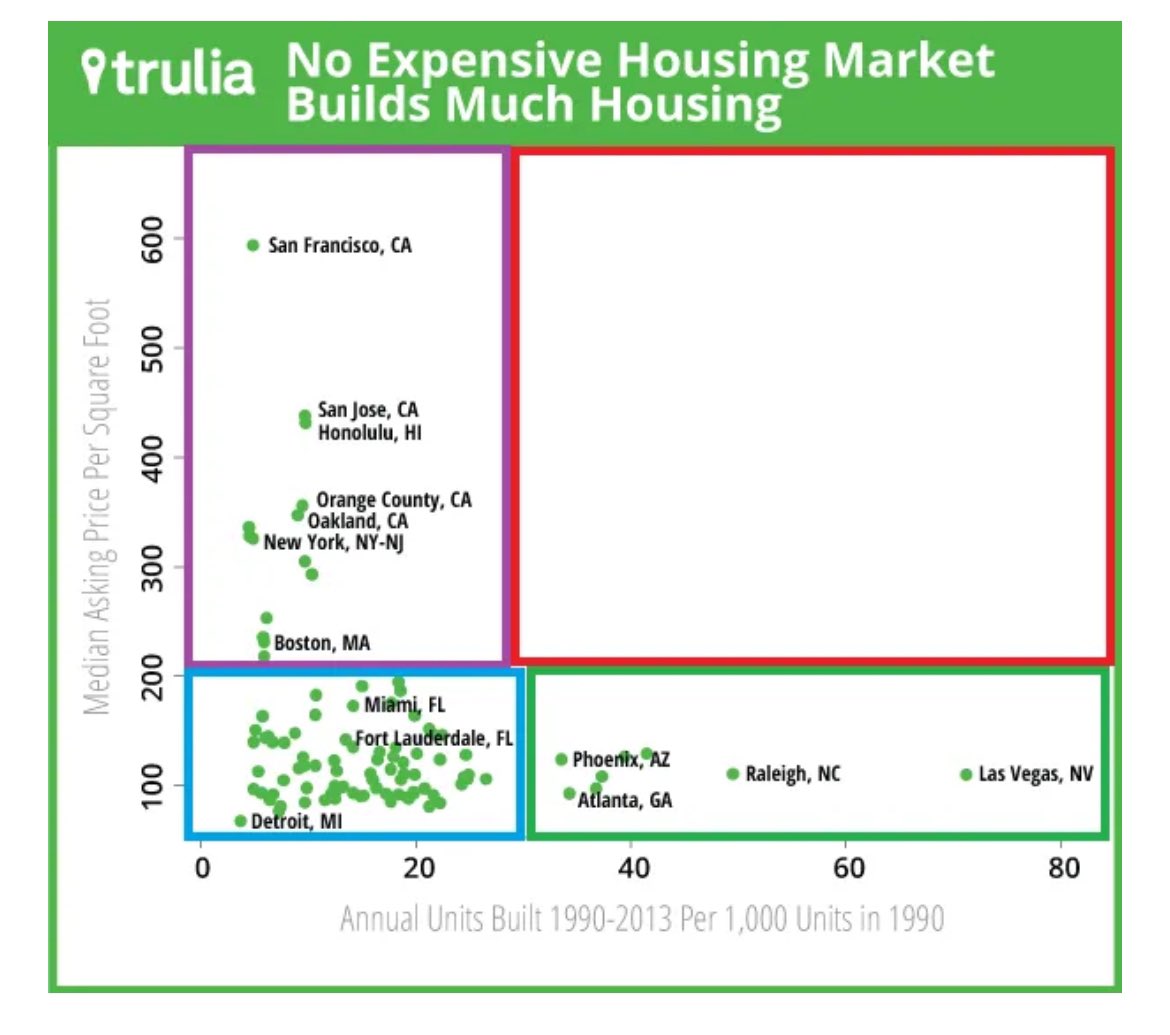 trulia
No Expensive Housing Market
Builds Much Housing
Median Asking Price Per Square Foot
600
500
400
300
200
100
San Francisco, CA
San Jose, CA
Honolulu, HI
Orange County, CA
Oakland, CA
New York, NY-NJ
Boston, MA
Miami, FL
Fort Lauderdale, FL
Detroit, MI
Phoenix, AZ
Atlanta, GA
Raleigh, NC
Las Vegas, NV
0 20 40 60 80
Annual Units Built 1990-2013 Per 1,000 Units in 1990